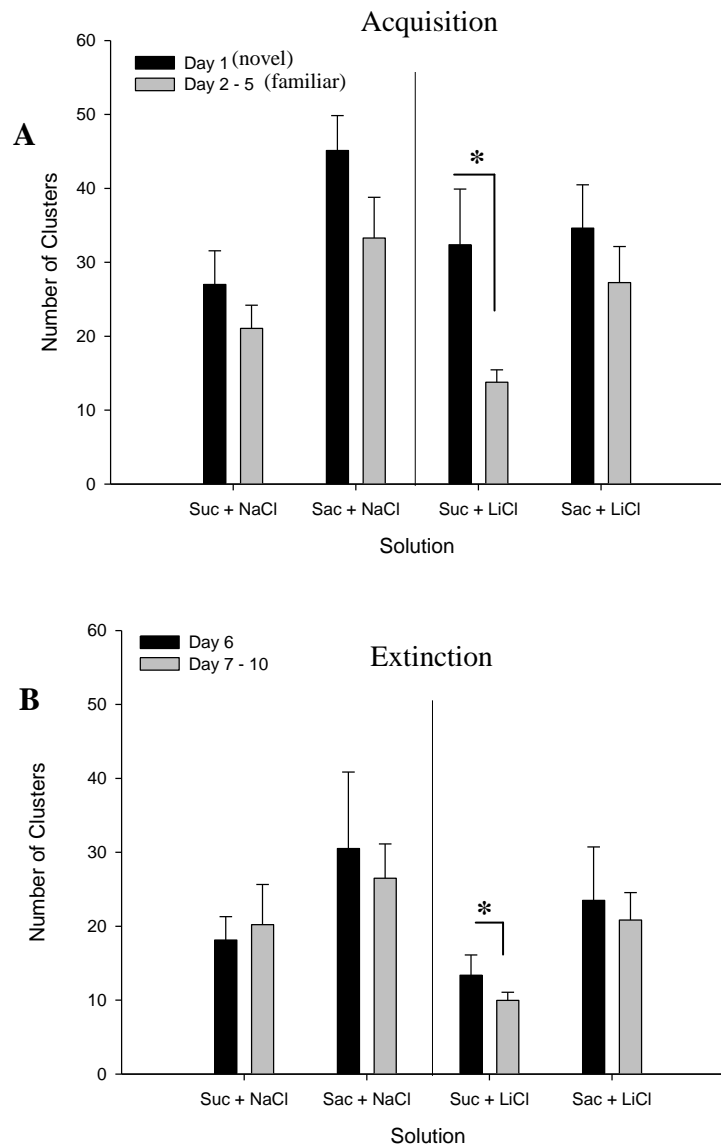 Acquisition
60
Day 1 (novel)
Day 2 - 5 (familiar)
50
A
*
40
30
20
10
0
Number of Clusters
Suc + NaCl Sac + NaCl Suc + LiCl Sac + LiCl
Solution
60
Day 6
Day 7 - 10
Extinction
B
50
40
30
20
*
10
0
Number of Clusters
Suc + NaCl Sac + NaCl Suc + LiCl Sac + LiCl
Solution